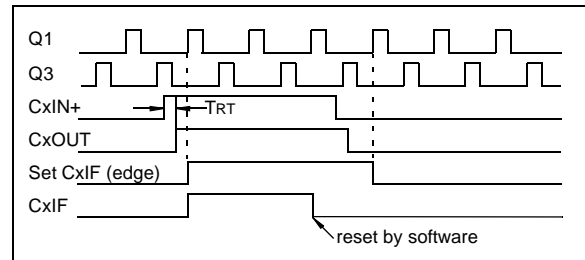 Q1
Q3
CxIN+
TRT
CxOUT
Set CxIF (edge)
CxIF
reset by software